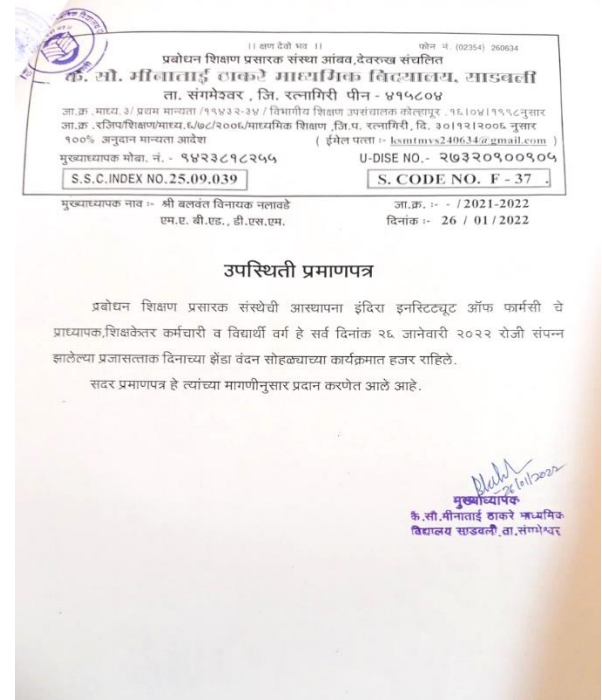 ।। क्षण देवो भव ।।
फोन नं. (02354) 260634
प्रबोधन शिक्षण प्रसारक संस्था आंबव,देवरुख संचलित
कै. सौ. मीनाताई ठाकरे माध्यमिक विद्यालय, साडवली
ता. संगमेश्वर , जि. रत्नागिरी पीन - ४१५८०४
जा.क्र .माध्य.३/ प्रथम मान्यता /११४३२-३४ / विभागीय शिक्षण उपसंचालक कोल्हापूर .१६/०४/१९९८नुसार
जा.क्र .रजिप/शिक्षण/माध्य.६/७८/२००६/माध्यमिक शिक्षण ,जि.प. रत्नागिरी, दि. ३०/१२/२००६ नुसार
१००% अनुदान मान्यता आदेश ( ईमेल पत्ता :- ksmtmvs240634@gmail.com )
मुख्याध्यापक मोबा. नं. - ९४२३८१८२५५ U-DISE NO.- २७३२०९००९०५
S.S.C.INDEX NO.25.09.039 S. CODE NO. F - 37 .
मुख्याध्यापक नाव :- श्री बलवंत विनायक नलावडे जा.क्र. :- - /2021-2022
एम.ए. बी.एड., डी.एस.एम. दिनांक :- 26 / 01 /2022
उपस्थिती प्रमाणपत्र
प्रबोधन शिक्षण प्रसारक संस्थेची आस्थापना इंदिरा इनस्टिट्यूट ऑफ फार्मसी चे
प्राध्यापक,शिक्षकेतर कर्मचारी व विद्यार्थी वर्ग हे सर्व दिनांक २६ जानेवारी २०२२ रोजी संपन्न
झालेल्या प्रजासत्ताक दिनाच्या झेंडा वंदन सोहळ्याच्या कार्यक्रमात हजर राहिले.
सदर प्रमाणपत्र हे त्यांच्या मागणीनुसार प्रदान करणेत आले आहे.
26/01/2022
मुख्याध्यापक
कै.सौ.मीनाताई ठाकरे माध्यमिक
विद्यालय साडवली,ता.संगमेश्वर